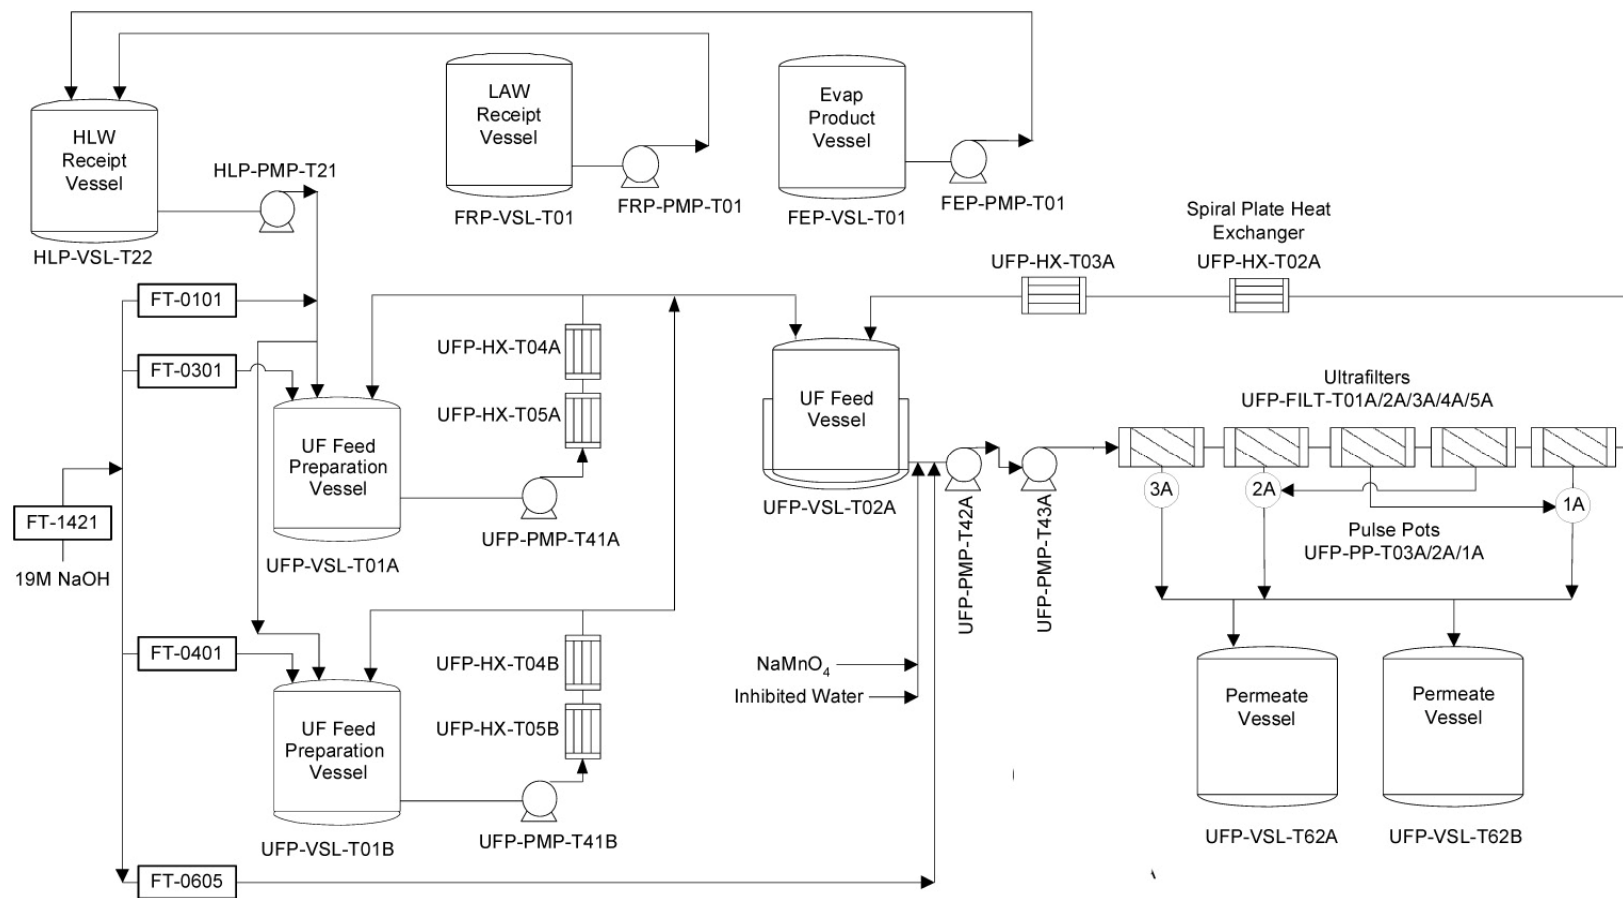 HLW
Receipt
Vessel
HLP-VSL-T22
HLP-PMP-T21
LAW
Receipt
Vessel
FRP-VSL-T01
FRP-PMP-T01
Evap
Product
Vessel
FEP-VSL-T01
FEP-PMP-T01
Spiral Plate Heat
Exchanger
UFP-HX-T02A
UFP-HX-T03A
FT-0101
FT-0301
FT-1421
19M NaOH
FT-0401
FT-0605
UF Feed
Preparation
Vessel
UFP-VSL-T01A
UFP-HX-T04A
UFP-HX-T05A
UFP-PMP-T41A
UF Feed
Preparation
Vessel
UFP-VSL-T01B
UFP-HX-T04B
UFP-HX-T05B
UFP-PMP-T41B
UF Feed
Vessel
UFP-VSL-T02A
NaMnO4
Inhibited Water
UFP-PMP-T42A
UFP-PMP-T43A
Ultrafilters
UFP-FILT-T01A/2A/3A/4A/5A
3A
2A
1A
Pulse Pots
UFP-PP-T03A/2A/1A
Permeate
Vessel
UFP-VSL-T62A
Permeate
Vessel
UFP-VSL-T62B